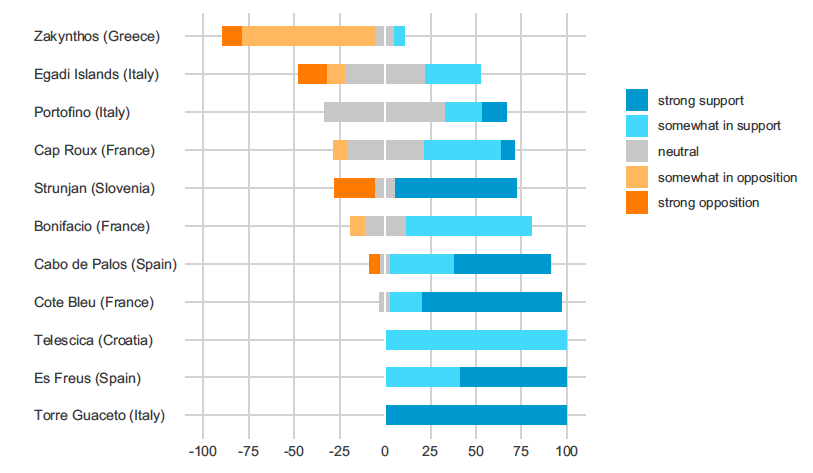 Zakynthos (Greece)
Egadi Islands (Italy)
Portofino (Italy)
Cap Roux (France)
Strunjan (Slovenia)
Bonifacio (France)
Cabo de Palos (Spain)
Cote Bleu (France)
Telescica (Croatia)
Es Freus (Spain)
Torre Guaceto (Italy)
-100 -75 -50 -25 0 25 50 75 100
strong support
somewhat in support
neutral
somewhat in opposition
strong opposition